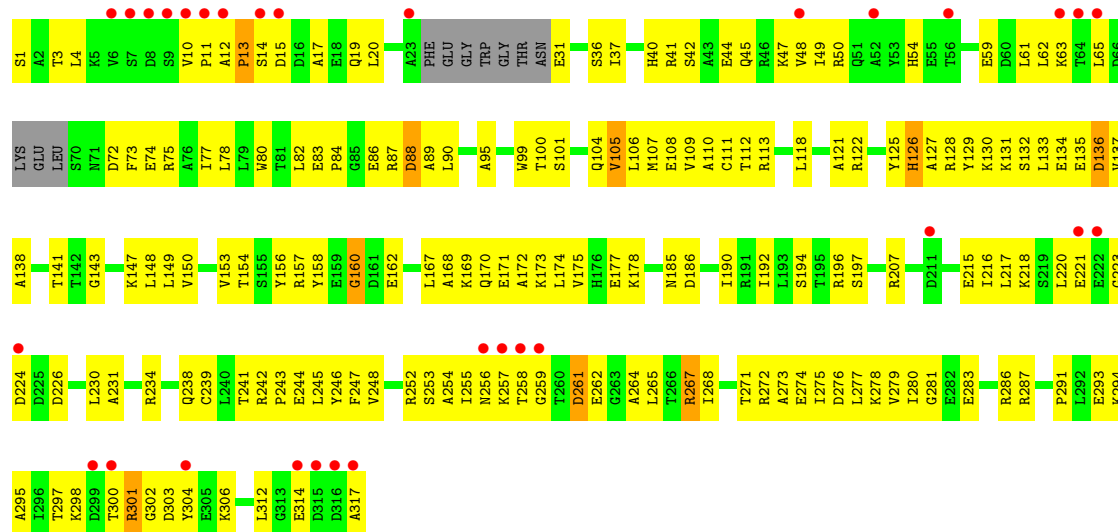 S1 A2 T3 L4 K5 V6 S7 D8 S9 V10 P11 A12 P13 S14 D15 D16 A17 E18 Q19 L20 A23 PHE GLU GLY TRP GLY THR ASN E31 S36 I37 H40 R41 S42 A43 E44 Q45 R46 K47 V48 I49 R50 Q51 A52 Y53 H54 E55 T56 E59 D60 L61 L62 K63 T64 L65 D66
LYS GLU LEU S70 N71 D72 F73 E74 R75 A76 I77 L78 L79 W80 T81 L82 E83 P84 G85 E86 R87 D88 A89 L90 A95 W99 T100 S101 Q104 V105 L106 M107 E108 V109 A110 C111 T112 R113 L118 A121 R122 Y125 H126 A127 R128 Y129 K130 K131 S132 L133 E134 E135 D136 V137
A138 T141 T142 G143 K147 L148 L149 V150 V153 T154 S155 Y156 R157 Y158 E159 G160 D161 E162 L167 A168 K169 Q170 E171 A172 K173 L174 V175 H176 E177 K178 N185 D186 I190 R191 I192 L193 S194 T195 R196 S197 R207 D211 E215 I216 L217 K218 S219 L220 E221 E222 G223
D224 D225 D226 L230 A231 R234 Q238 C239 L240 T241 R242 P243 E244 L245 Y246 F247 V248 R252 S253 A254 I255 N256 K257 T258 G259 T260 D261 E262 G263 A264 L265 T266 R267 I268 T271 R272 A273 E274 I275 D276 L277 K278 V279 I280 G281 E282 E283 R286 R287 P291 L292 E293 K294
A295 I296 T297 K298 D299 T300 R301 G302 D303 Y304 E305 K306 L312 G313 E314 D315 D316 A317